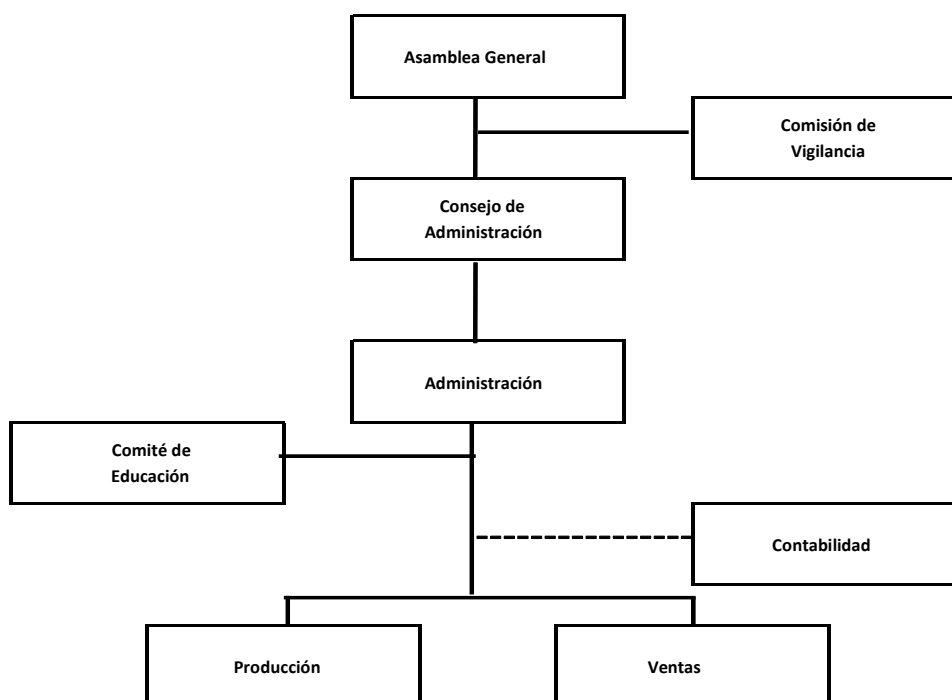 Asamblea General
Comisión de
Vigilancia
Consejo de
Administración
Administración
Comité de
Educación
Contabilidad
Producción
Ventas